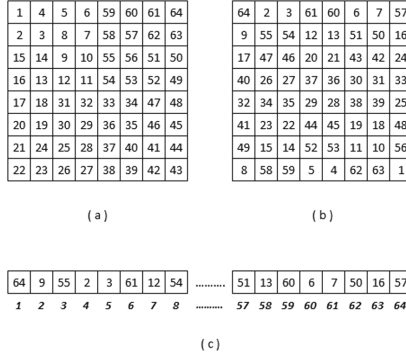 1 4 5 6 59 60 61 64 64 2 3 61 60 6 7 57
2 3 8 7 58 57 62 63 9 55 54 12 13 51 50 16
15 14 9 10 55 56 51 50 17 47 46 20 21 43 42 24
16 13 12 11 54 53 52 49 40 26 27 37 36 30 31 33
17 18 31 32 33 34 47 48 32 34 35 29 28 38 39 25
20 19 30 29 36 35 46 45 41 23 22 44 45 19 18 48
21 24 25 28 37 40 41 44 49 15 14 52 53 11 10 56
22 23 26 27 38 39 42 43 8 58 59 5 4 62 63 1
( a ) ( b )
64 9 55 2 3 61 12 54 .......... 51 13 60 6 7 50 16 57
1 2 3 4 5 6 7 8 .......... 57 58 59 60 61 62 63 64
( c )